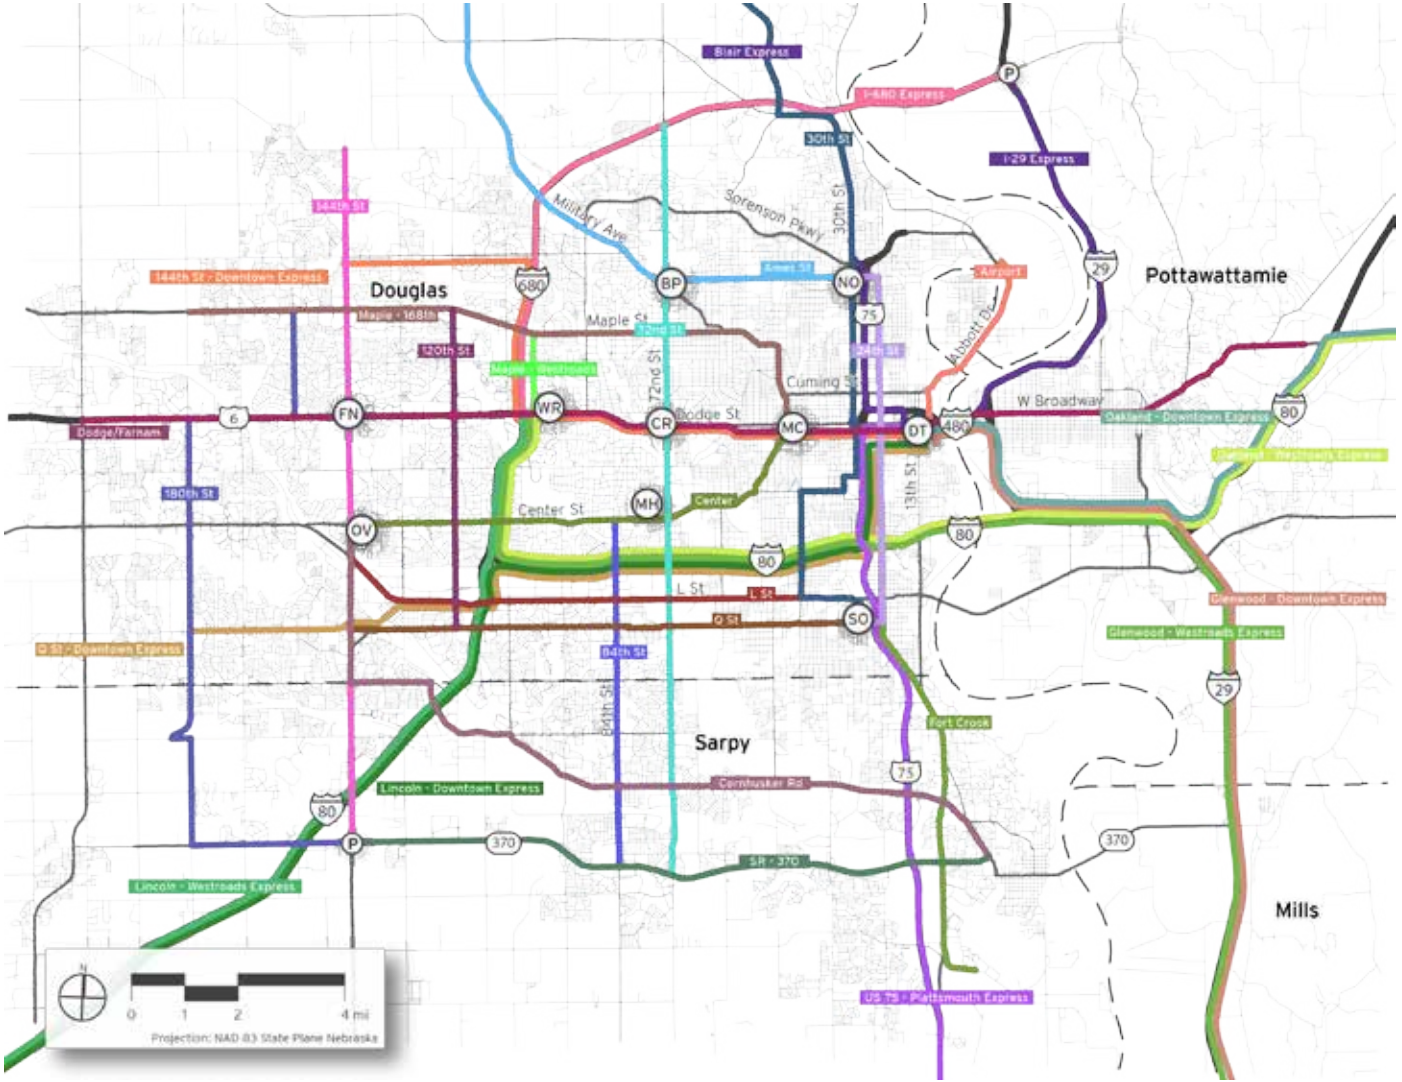 Blair Express
P
I-680 Express
30th St
I-29 Express
144th St
Military Ave
Sorenson Pkwy
30th St
29
Airport
Pottawattamie
144th St - Downtown Express
Douglas
680
BP
Ames St
NO
75
Maple - 168th
Maple St
72nd St
120th St
24th St
Abbott Dr
Maple - Westroads
72nd St
Cuming St
W Broadway
FN
6
WR
CR
Dodge St
MC
DT
480
Oakland - Downtown Express
80
Dodge/Farnam
Oakland - Westroads Express
180th St
MH
Center
13th St
Center St
OV
80
80
L St
L St
Glenwood - Downtown Express
Q St
SO
Glenwood - Westroads Express
Q St - Downtown Express
84th St
29
84th St
Fort Crook
Sarpy
75
Cornhusker Rd
Lincoln - Downtown Express
80
P
370
370
SR - 370
Lincoln - Westroads Express
Mills
N
US 75 - Plattsmouth Express
0 1 2 4 mi
Projection: NAD 83 State Plane Nebraska